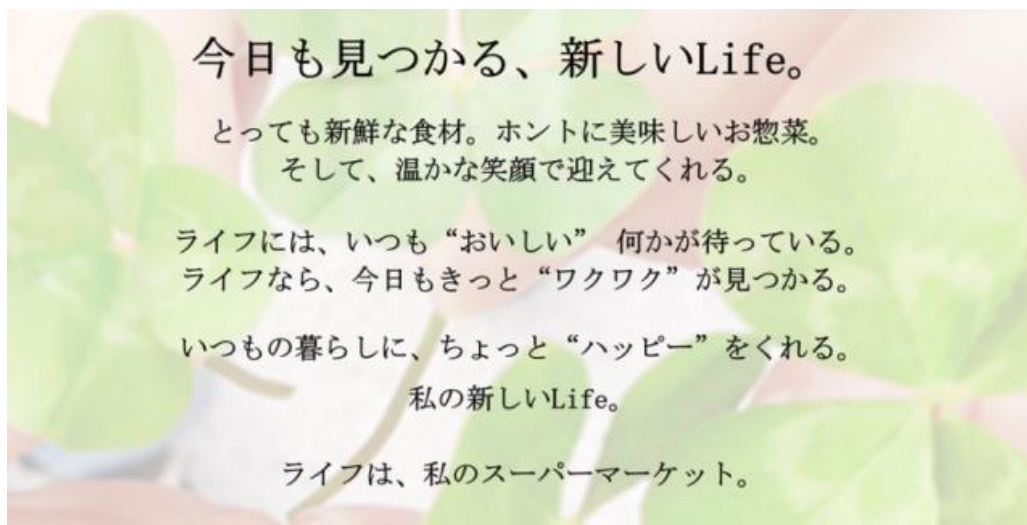 今日も見つかる、新しいLife。
とっても新鮮な食材。ホントに美味しいお惣菜。
そして、温かな笑顔で迎えてくれる。
ライフには、いつも“おいしい” 何かが待っている。
ライフなら、今日もきっと“ワクワク”が見つかる。
いつもの暮らしに、ちょっと“ハッピー”をくれる。
私の新しいLife。
ライフは、私のスーパーマーケット。